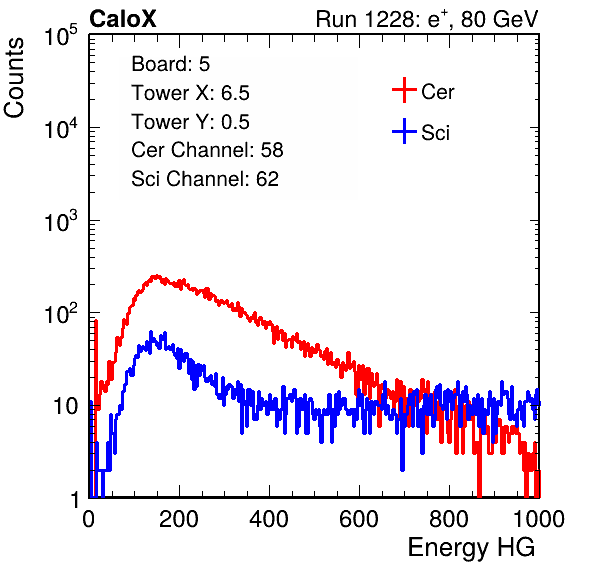 CaloX Run 1228: e⁺, 80 GeV
Counts
Board: 5
Tower X: 6.5
Tower Y: 0.5
Cer Channel: 58
Sci Channel: 62
Cer
Sci
10⁵
10⁴
10³
10²
10
1
0 200 400 600 800 1000
Energy HG